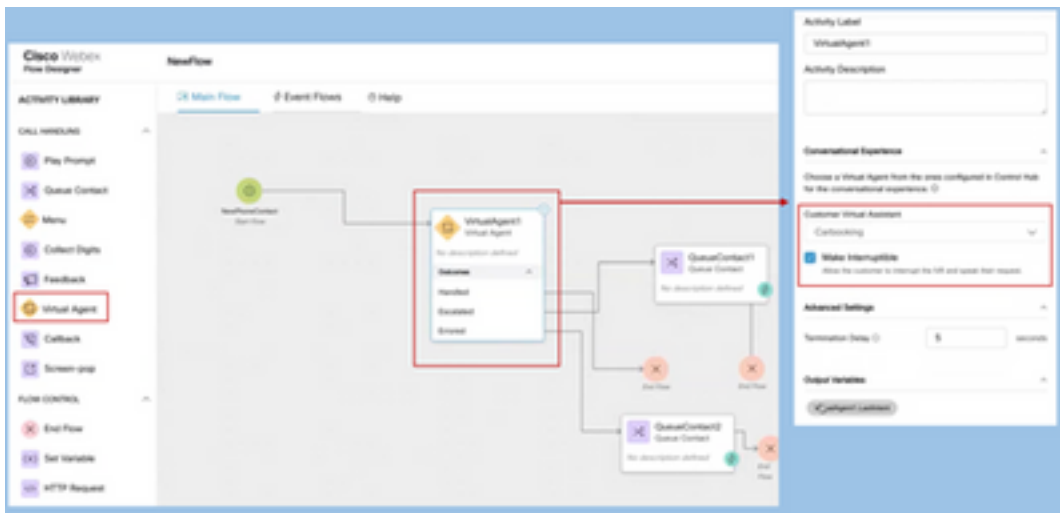 Cisco Webex
Flow Designer
NewFlow
ACTIVITY LIBRARY
Main Flow
Event Flows
Help
CALL HANDLING
Play Prompt
Queue Contact
Menu
Collect Digits
Feedback
Virtual Agent
Callback
Screen-pop
FLOW CONTROL
End Flow
Set Variable
HTTP Request
NewPhoneContact
Start Flow
VirtualAgent1
Virtual Agent
No description defined
Outcomes
Handled
Escalated
Errored
QueueContact1
Queue Contact
No description defined
End Flow
End Flow
QueueContact2
Queue Contact
No description defined
End
Flow
Activity Label
VirtualAgent1
Activity Description
Conversational Experience
Choose a Virtual Agent from the ones configured in Control Hub
for the conversational experience.
Customer Virtual Assistant
Carbooking
Make Interruptible
Allow the customer to interrupt the IVR and speak their request.
Advanced Settings
Termination Delay
5
seconds
Output Variables